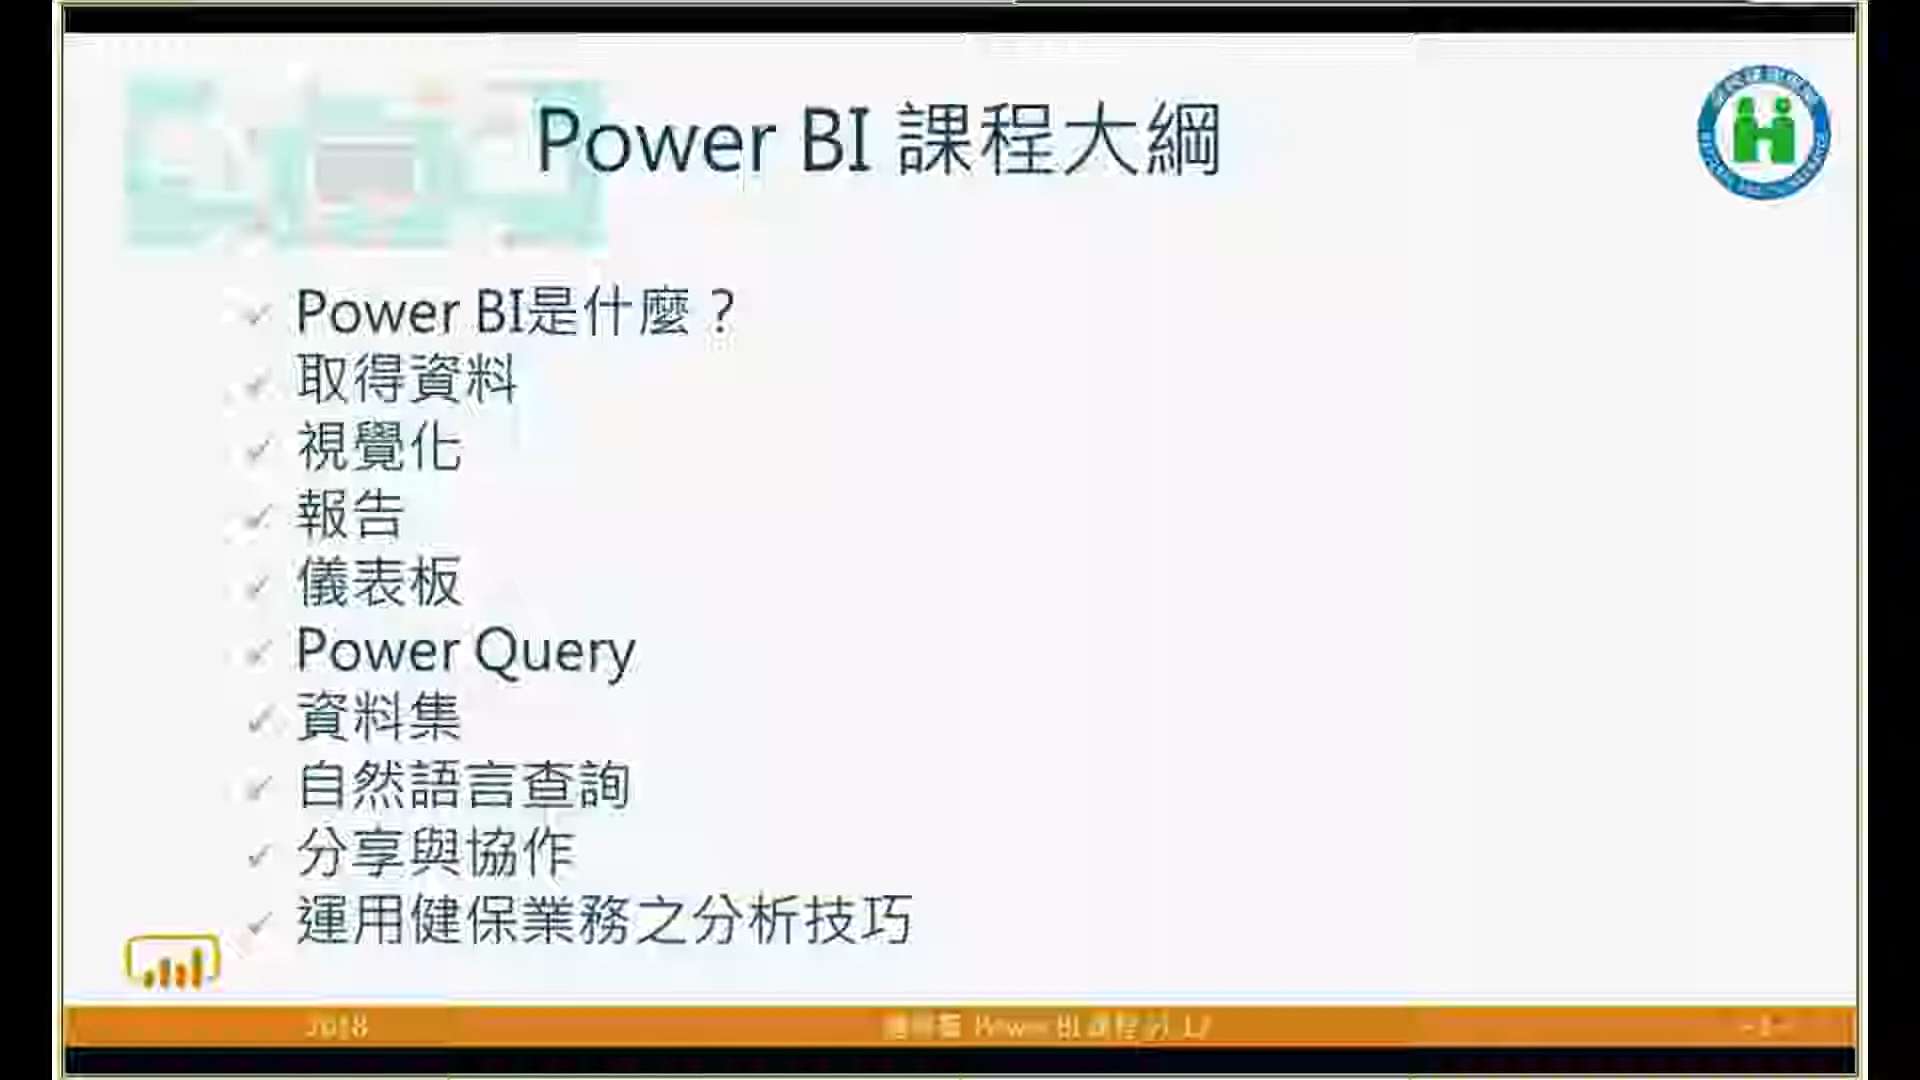 Power BI 課程大綱
Power BI是什麼？
取得資料
視覺化
報告
儀表板
Power Query
資料集
自然語言查詢
分享與協作
運用健保業務之分析技巧
2018
Power BI 課程